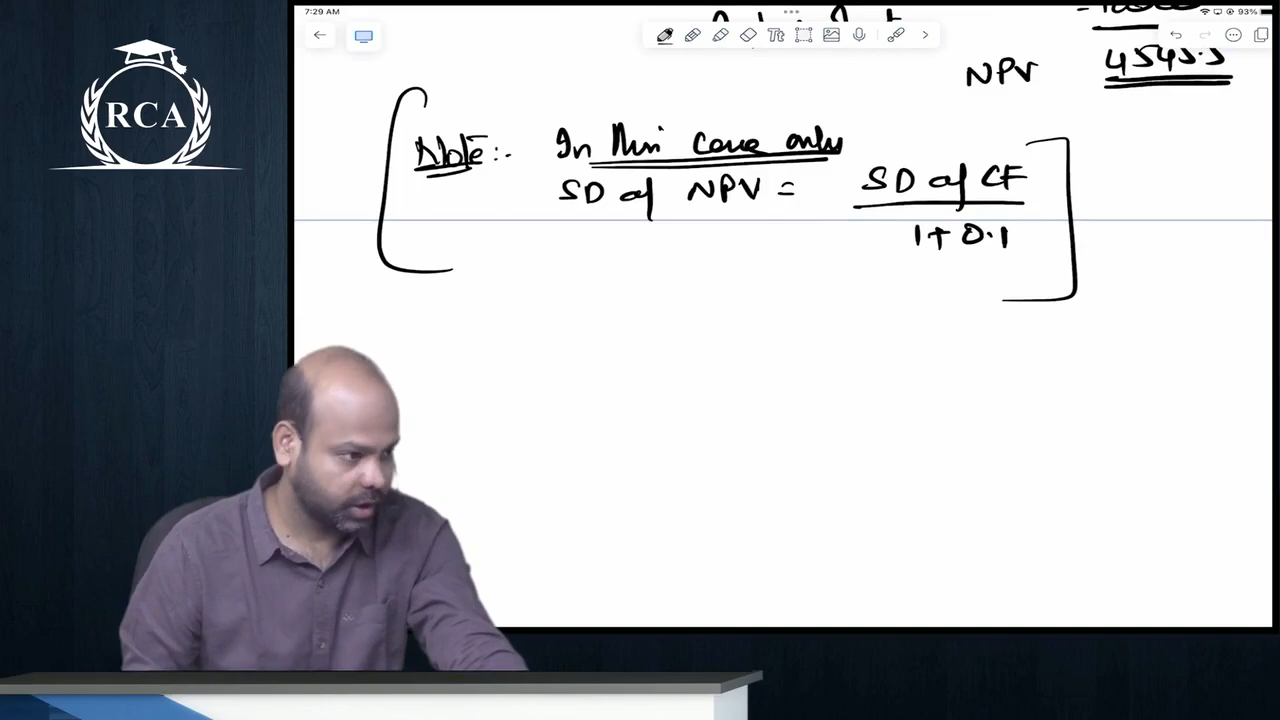 7:29 AM
93%
RCA
NPV 4545.5
Note:- In this case only
SD of NPV = SD of CF
1+0.1